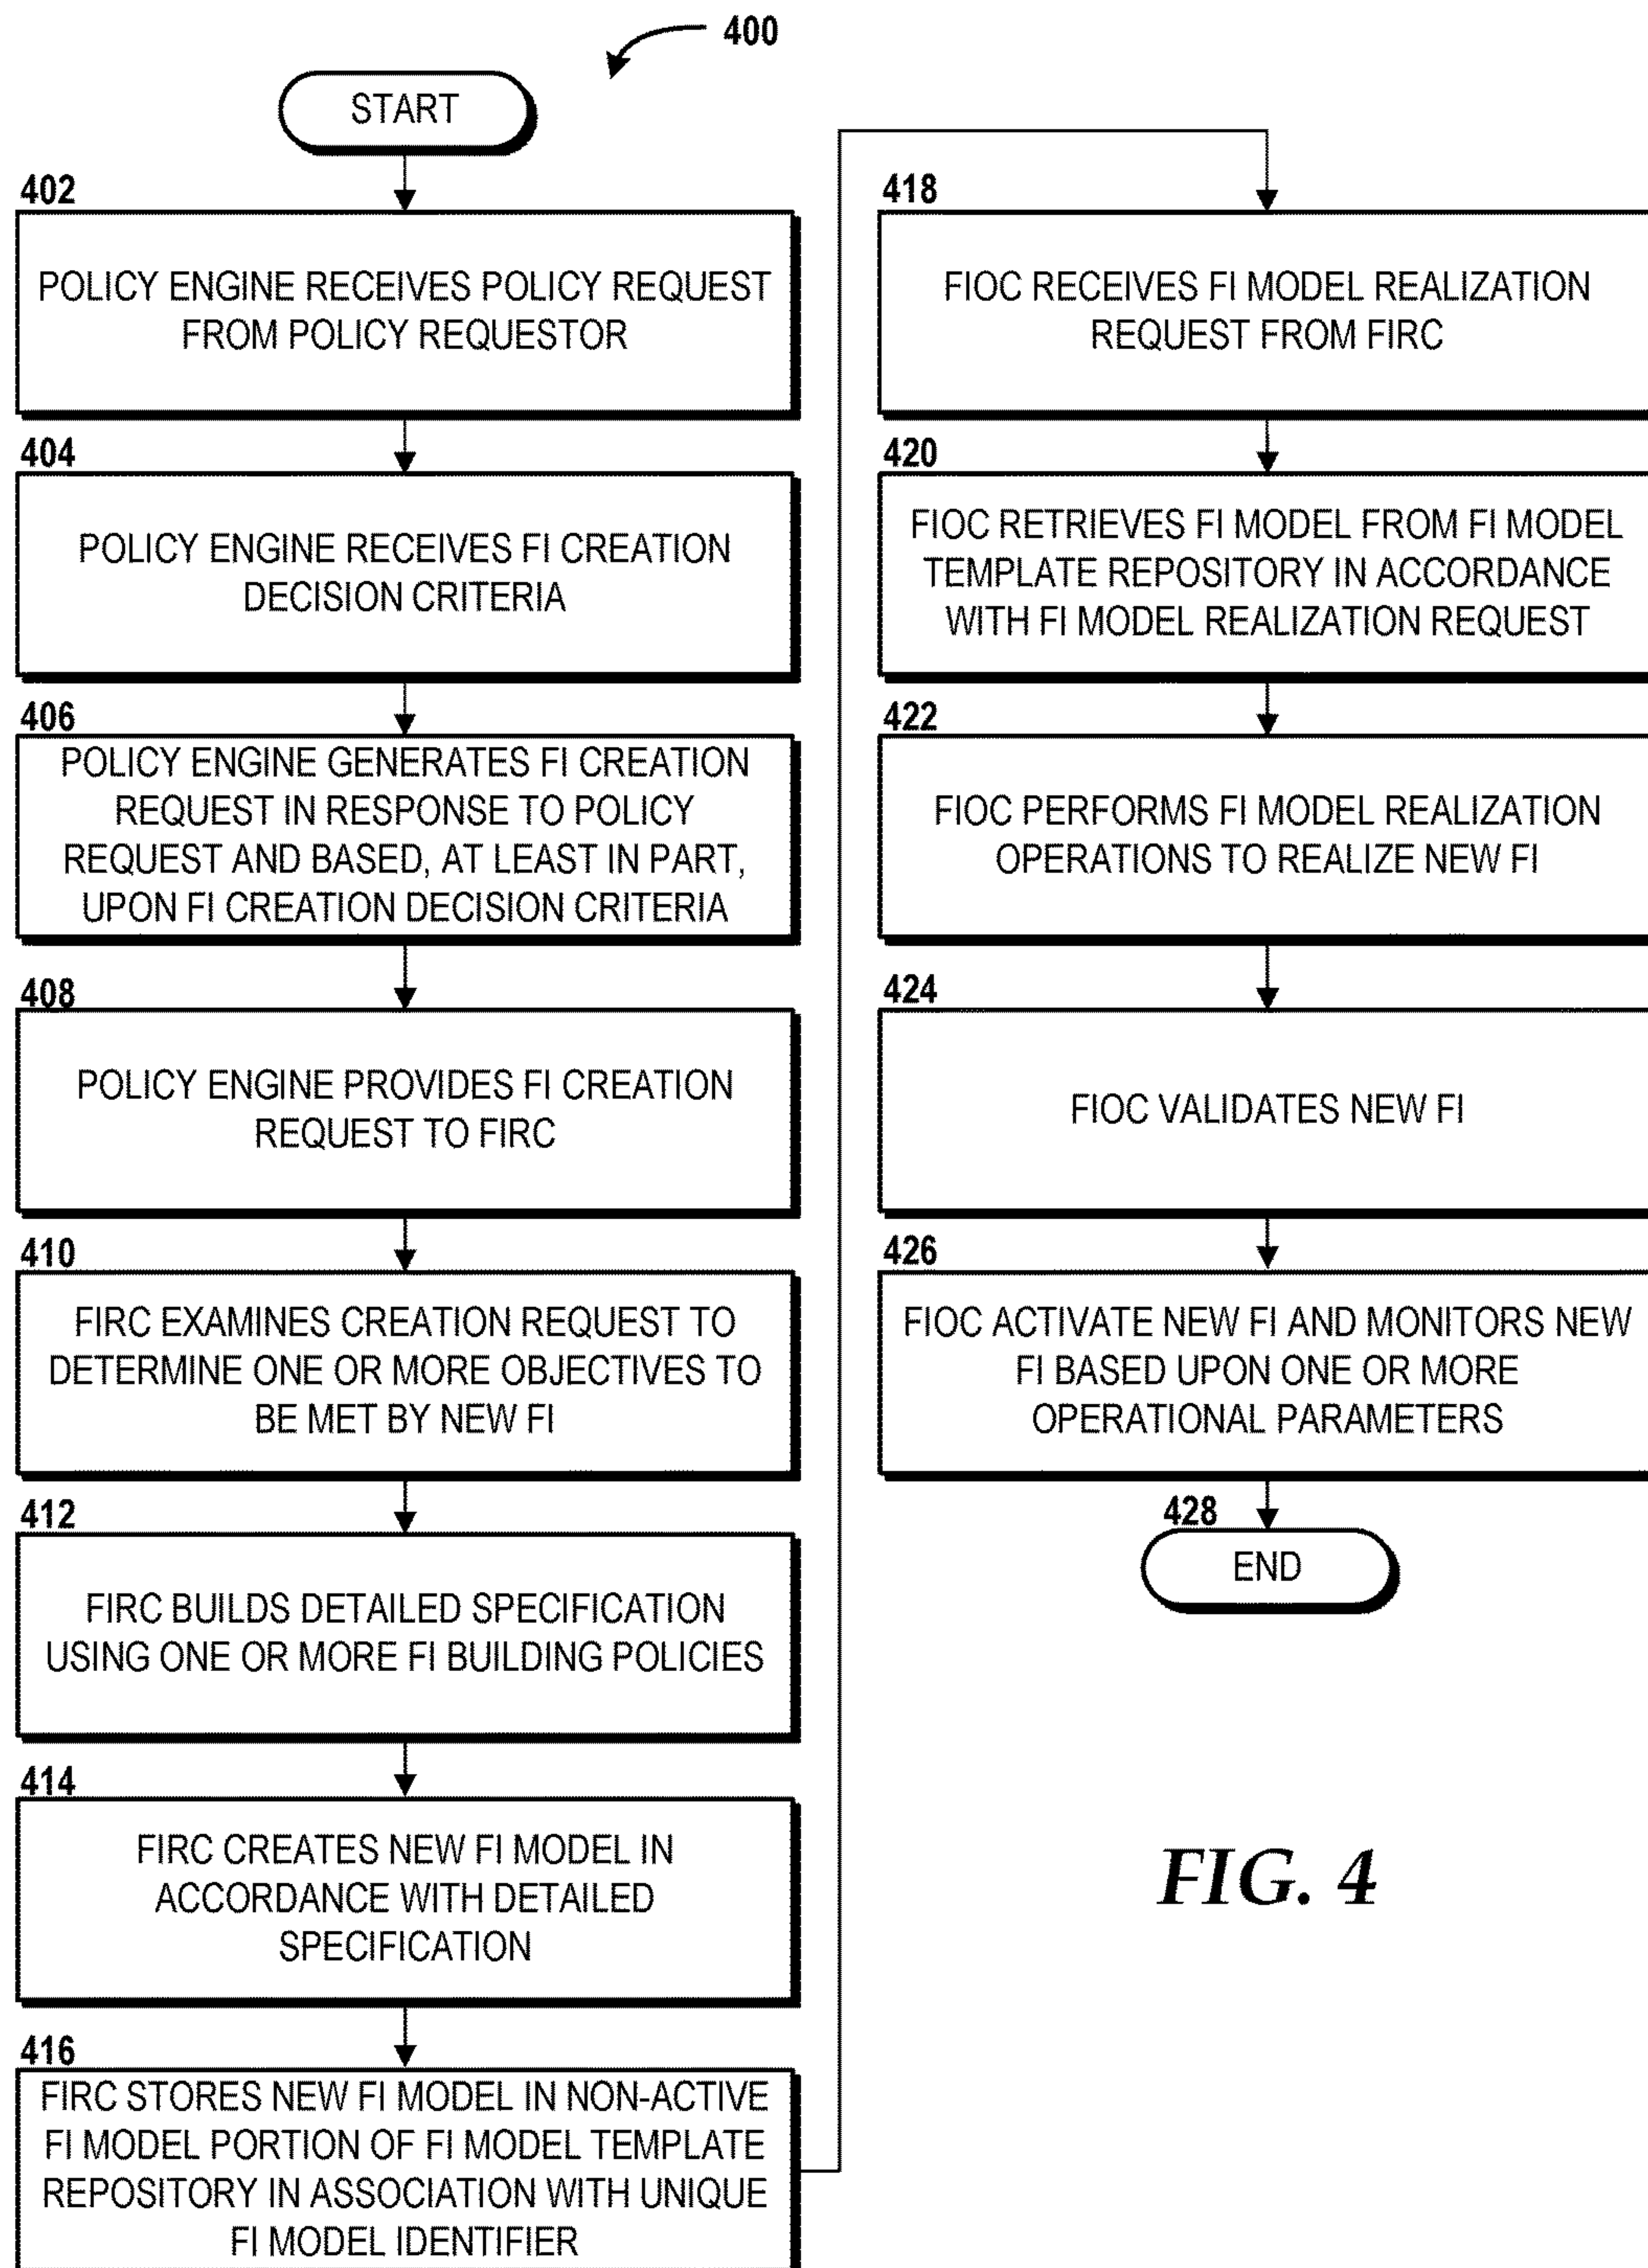 400
START
402
POLICY ENGINE RECEIVES POLICY REQUEST
FROM POLICY REQUESTOR
404
POLICY ENGINE RECEIVES FI CREATION
DECISION CRITERIA
406
POLICY ENGINE GENERATES FI CREATION
REQUEST IN RESPONSE TO POLICY
REQUEST AND BASED, AT LEAST IN PART,
UPON FI CREATION DECISION CRITERIA
408
POLICY ENGINE PROVIDES FI CREATION
REQUEST TO FIRC
410
FIRC EXAMINES CREATION REQUEST TO
DETERMINE ONE OR MORE OBJECTIVES TO
BE MET BY NEW FI
412
FIRC BUILDS DETAILED SPECIFICATION
USING ONE OR MORE FI BUILDING POLICIES
414
FIRC CREATES NEW FI MODEL IN
ACCORDANCE WITH DETAILED
SPECIFICATION
416
FIRC STORES NEW FI MODEL IN NON-ACTIVE
FI MODEL PORTION OF FI MODEL TEMPLATE
REPOSITORY IN ASSOCIATION WITH UNIQUE
FI MODEL IDENTIFIER
418
FIOC RECEIVES FI MODEL REALIZATION
REQUEST FROM FIRC
420
FIOC RETRIEVES FI MODEL FROM FI MODEL
TEMPLATE REPOSITORY IN ACCORDANCE
WITH FI MODEL REALIZATION REQUEST
422
FIOC PERFORMS FI MODEL REALIZATION
OPERATIONS TO REALIZE NEW FI
424
FIOC VALIDATES NEW FI
426
FIOC ACTIVATE NEW FI AND MONITORS NEW
FI BASED UPON ONE OR MORE
OPERATIONAL PARAMETERS
428
END
FIG. 4